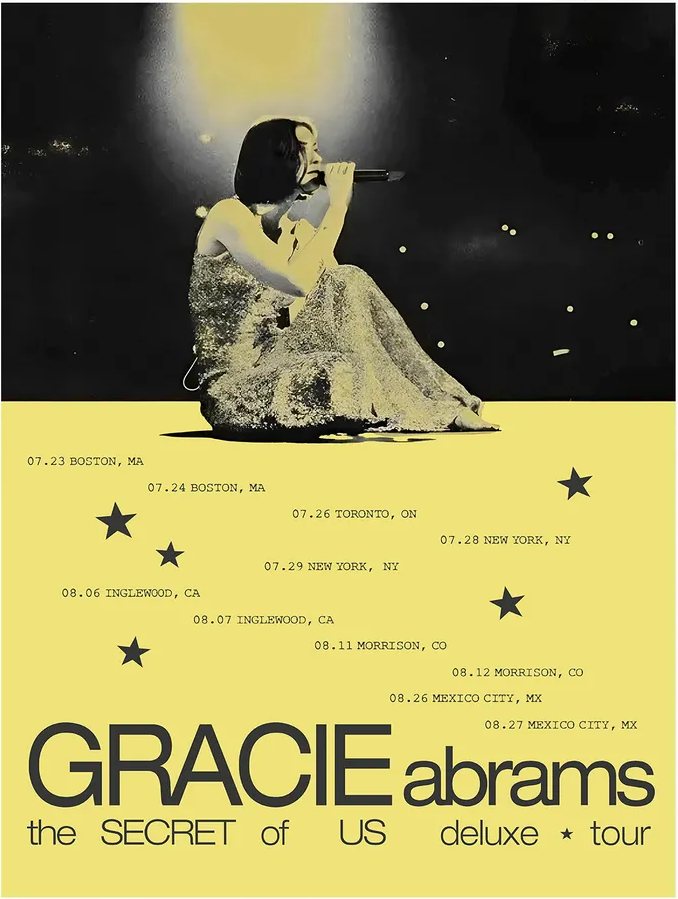 07.23 BOSTON, MA
07.24 BOSTON, MA
07.26 TORONTO, ON
07.28 NEW YORK, NY
07.29 NEW YORK, NY
08.06 INGLEWOOD, CA
08.07 INGLEWOOD, CA
08.11 MORRISON, CO
08.12 MORRISON, CO
08.26 MEXICO CITY, MX
08.27 MEXICO CITY, MX
GRACIE abrams
the SECRET of US deluxe ★ tour